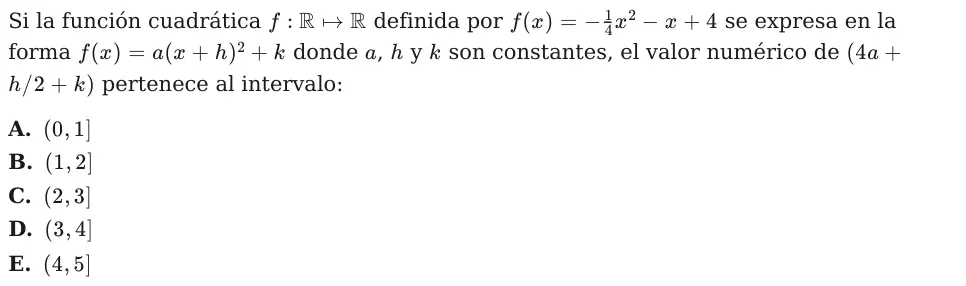 Si la función cuadrática f : ℝ ↦ ℝ definida por f(x) = −¼x² − x + 4 se expresa en la
forma f(x) = a(x + h)² + k donde a, h y k son constantes, el valor numérico de (4a +
h/2 + k) pertenece al intervalo:
A. (0, 1]
B. (1, 2]
C. (2, 3]
D. (3, 4]
E. (4, 5]